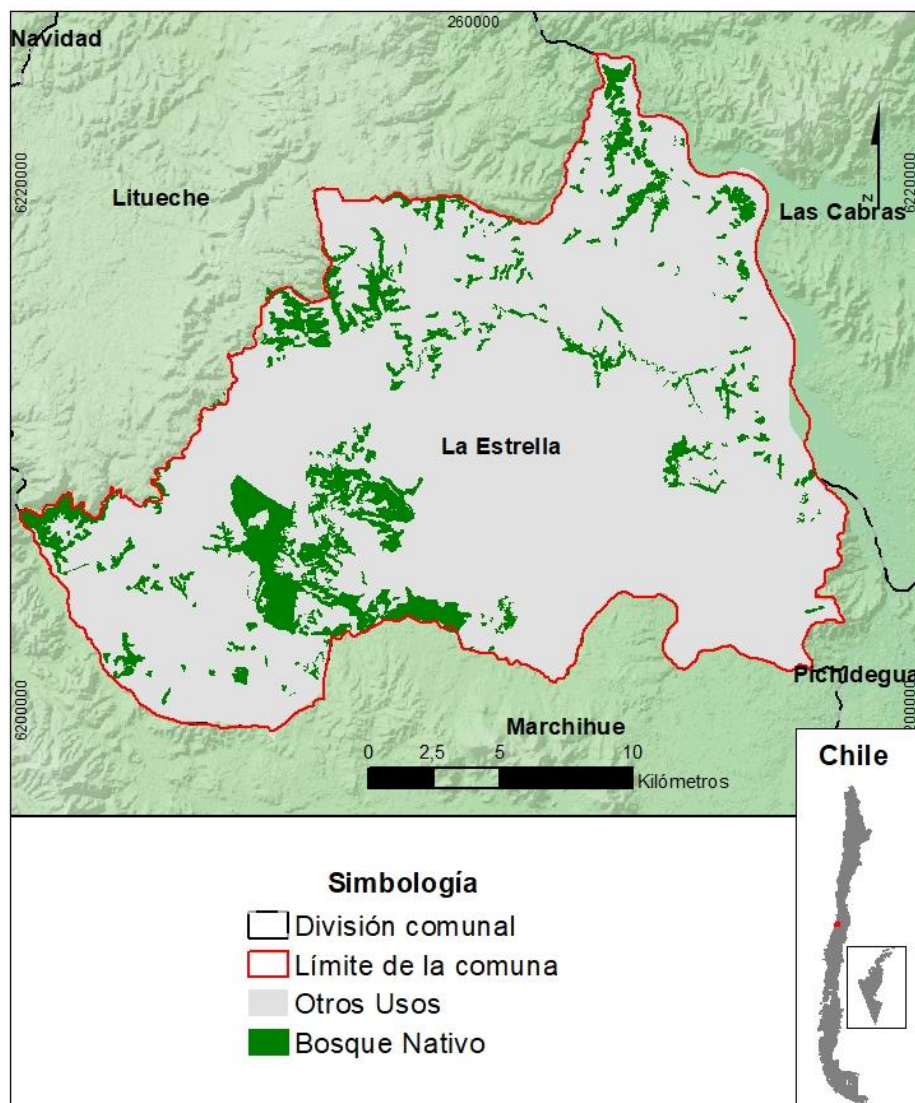 260000
Navidad
6220000
6220000
Litueche
Las Cabras
N
La Estrella
6200000
6200000
Pichidegua
Marchihue
0 2,5 5 10
Kilómetros
Chile
Simbología
División comunal
Límite de la comuna
Otros Usos
Bosque Nativo